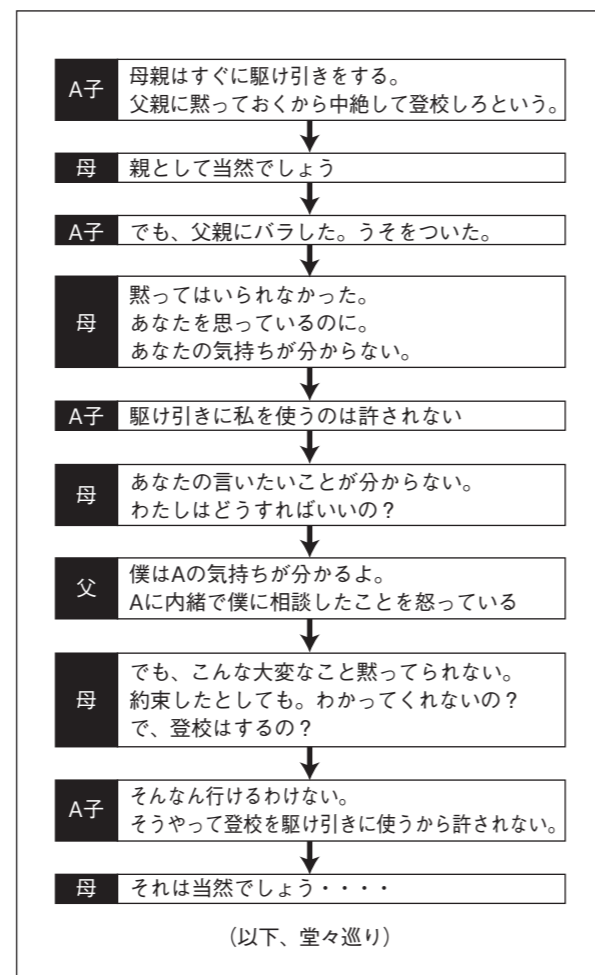 A子
母親はすぐに駆け引きをする。
父親に黙っておくから中絶して登校しろという。
母
親として当然でしょう
A子
でも、父親にバラした。うそをついた。
母
黙ってはいられなかった。
あなたを思っているのに。
あなたの気持ちが分からない。
A子
駆け引きに私を使うのは許されない
母
あなたの言いたいことが分からない。
わたしはどうすればいいの？
父
僕はAの気持ちが分かるよ。
Aに内緒で僕に相談したことを怒っている
母
でも、こんな大変なこと黙ってられない。
約束したとしても。わかってくれないの？
で、登校はするの？
A子
そんなん行けるわけない。
そうやって登校を駆け引きに使うから許されない。
母
それは当然でしょう・・・・
（以下、堂々巡り）